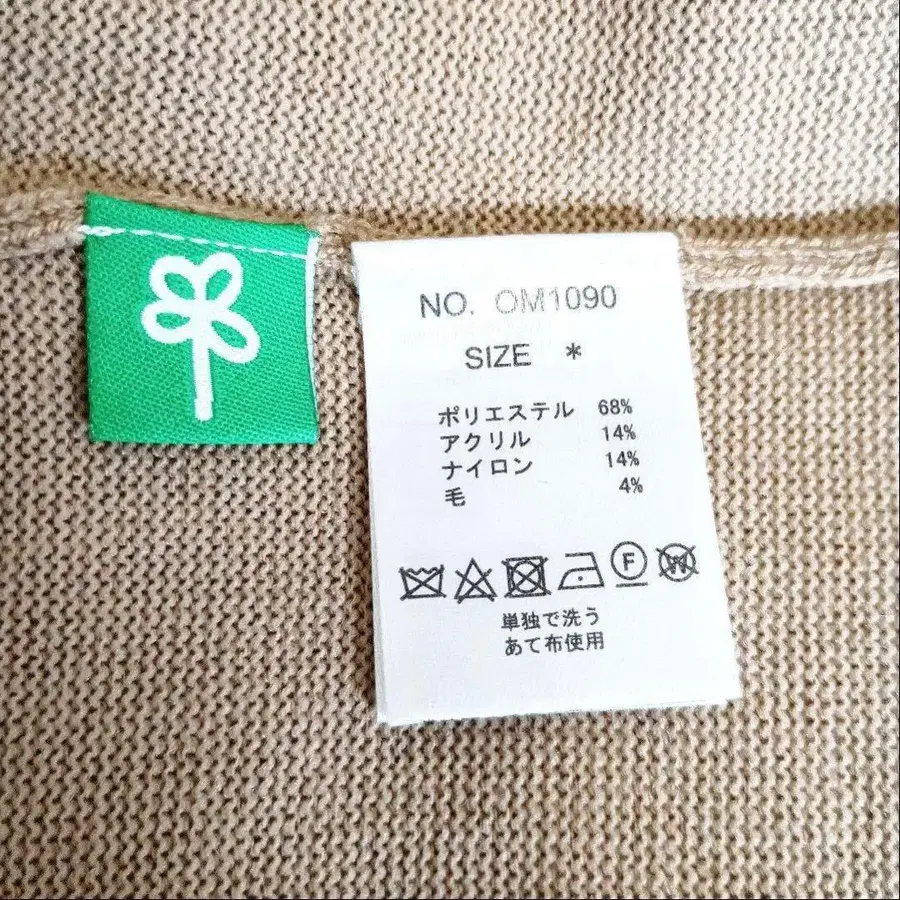 NO. OM1090
SIZE *
ポリエステル 68%
アクリル 14%
ナイロン 14%
毛 4%
F W
単独で洗う
あて布使用